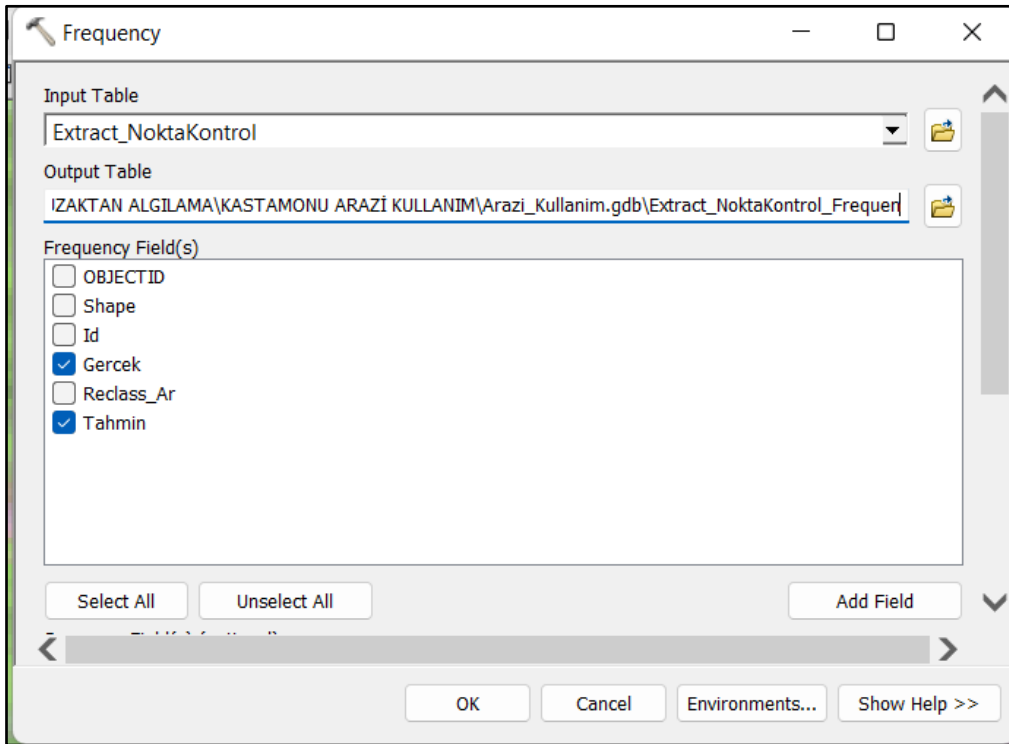 Frequency
Input Table
Extract_NoktaKontrol
Output Table
ZAKTAN ALGILAMA\KASTAMONU ARAZİ KULLANIM\Arazi_Kullanim.gdb\Extract_NoktaKontrol_Frequen
Frequency Field(s)
OBJECTID
Shape
Id
Gercek
Reclass_Ar
Tahmin
Select All Unselect All Add Field
OK Cancel Environments... Show Help >>